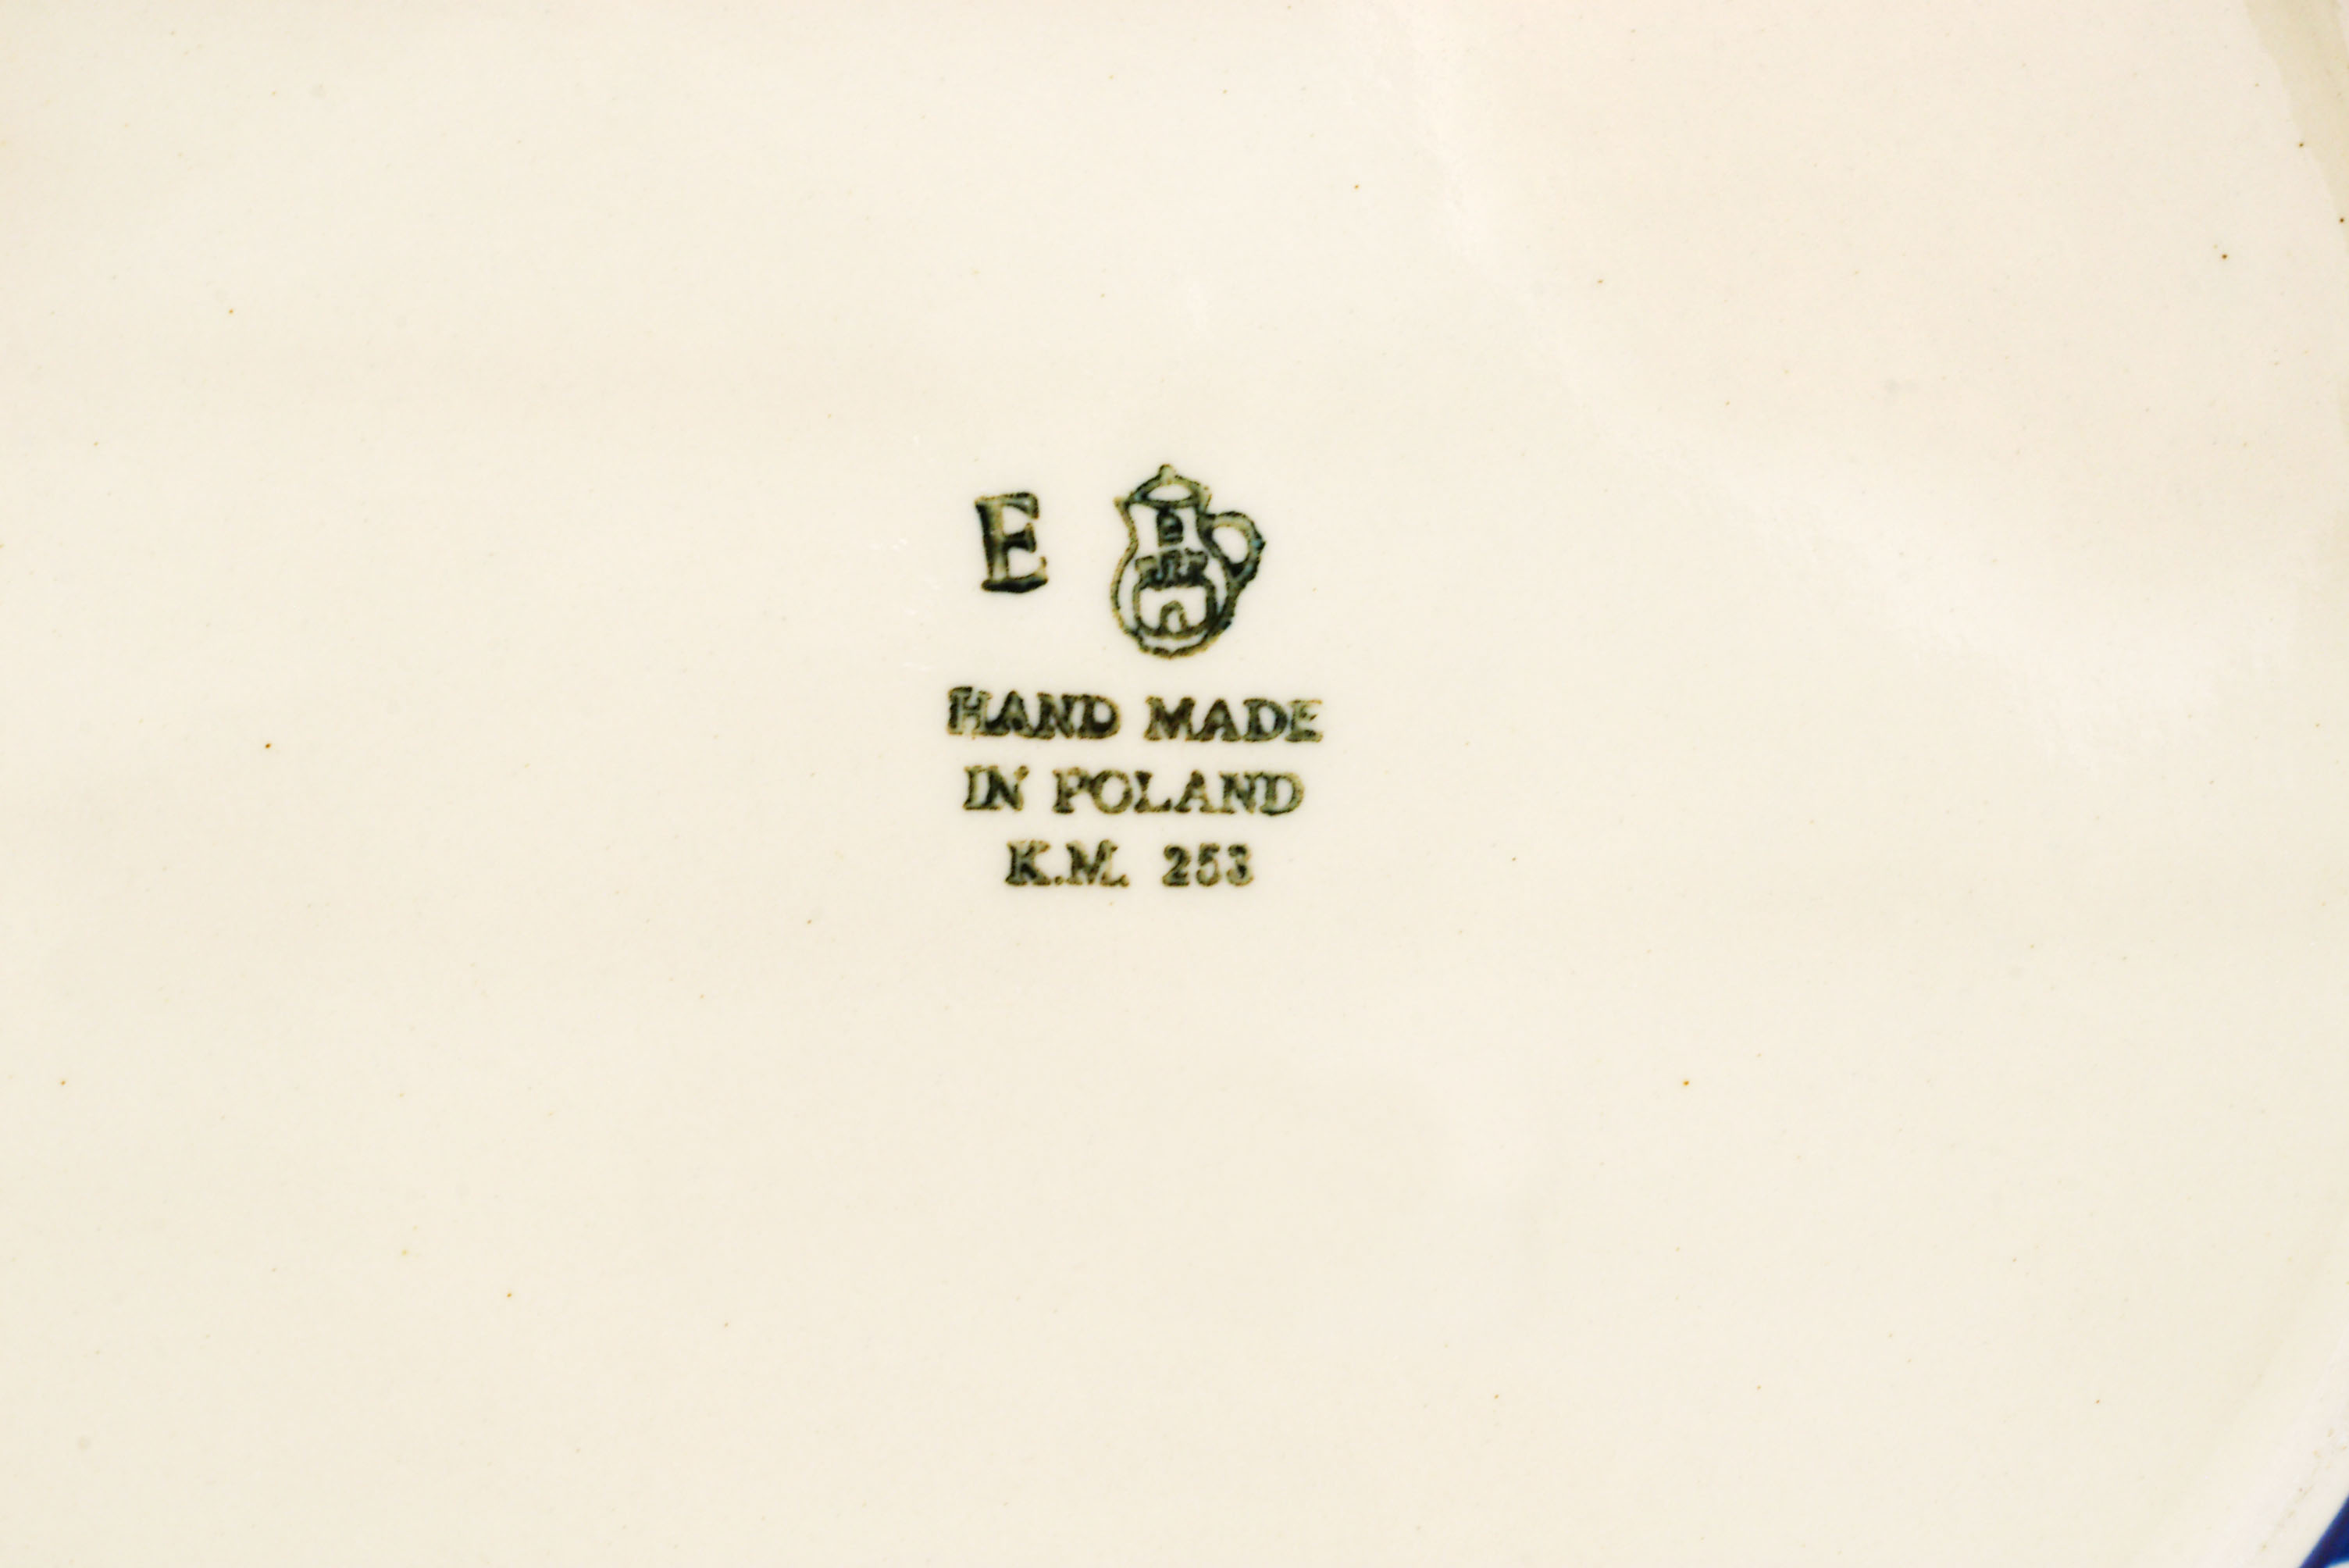 E
HAND MADE
IN POLAND
K.M. 253